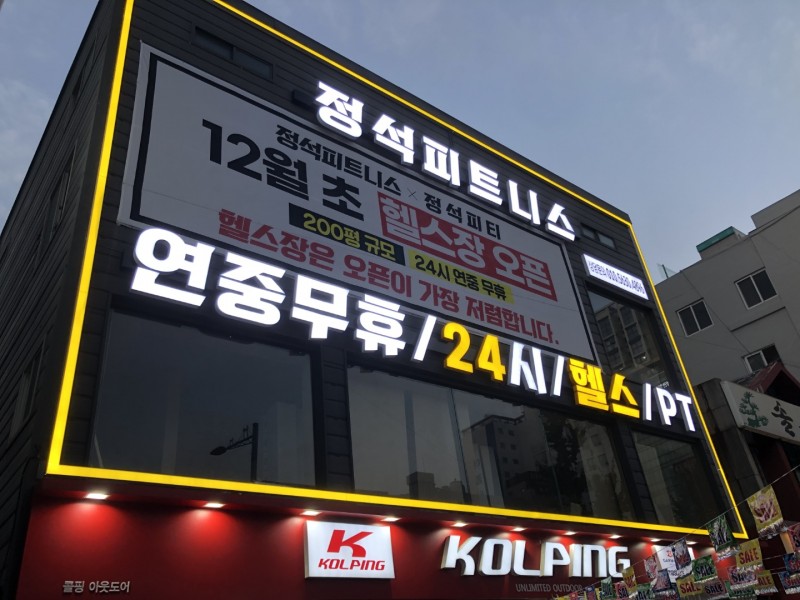 정석피트니스
정석피트니스 × 정석피티
12월 초 헬스장 오픈
200평 규모 24시 연중 무휴
헬스장은 오픈이 가장 저렴합니다.
연중무휴/24시/헬스/PT
K
KOLPING
KOLPING
UNLIMITED OUTDOOR
콜핑 아웃도어
SALE
SALE
SALE